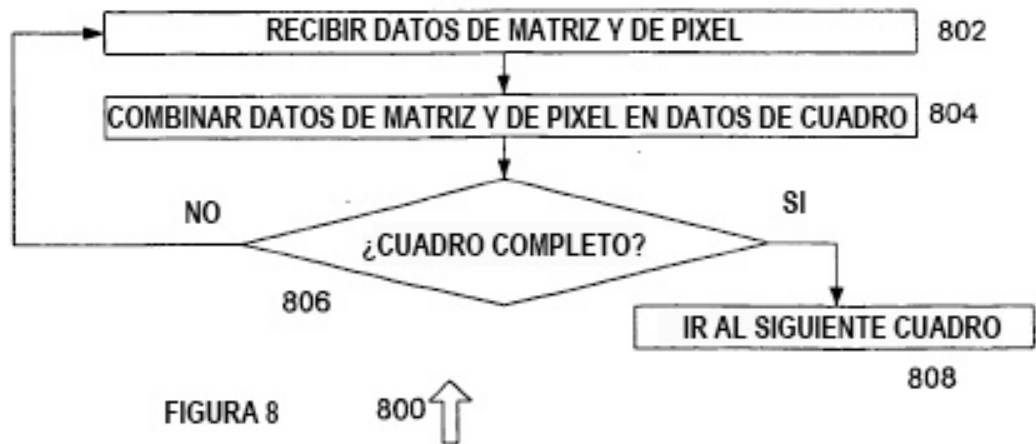 RECIBIR DATOS DE MATRIZ Y DE PIXEL 802
COMBINAR DATOS DE MATRIZ Y DE PIXEL EN DATOS DE CUADRO 804
NO
SI
¿CUADRO COMPLETO?
806
IR AL SIGUIENTE CUADRO
808
FIGURA 8
800